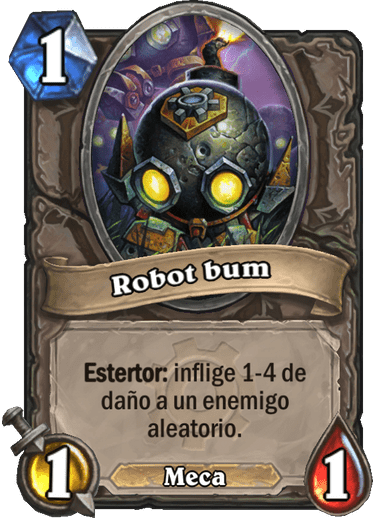 1
Robot bum
Estertor: inflige 1-4 de
daño a un enemigo
aleatorio.
1
Meca
1